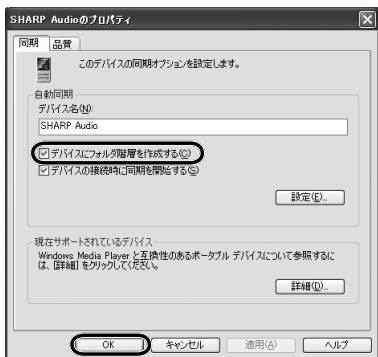 SHARP Audioのプロパティ
同期 品質
このデバイスの同期オプションを設定します。
自動同期
デバイス名(N):
SHARP Audio
デバイスにフォルダ階層を作成する(C)
デバイスの接続時に同期を開始する(S)
設定(E)...
現在サポートされているデバイス
Windows Media Player と互換性のあるポータブル デバイスについて参照するに
は、[詳細] をクリックしてください。
詳細(D)...
OK キャンセル 適用(A) ヘルプ